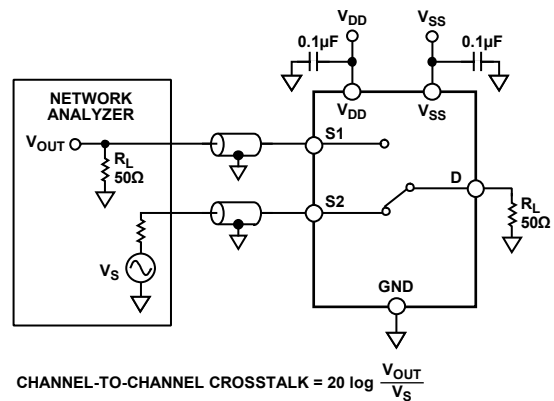 VDD
VSS
0.1µF
0.1µF
VDD
VSS
NETWORK
ANALYZER
VOUT
RL
50Ω
S1
S2
D
RL
50Ω
VS
GND
CHANNEL-TO-CHANNEL CROSSTALK = 20 log VOUT
VS